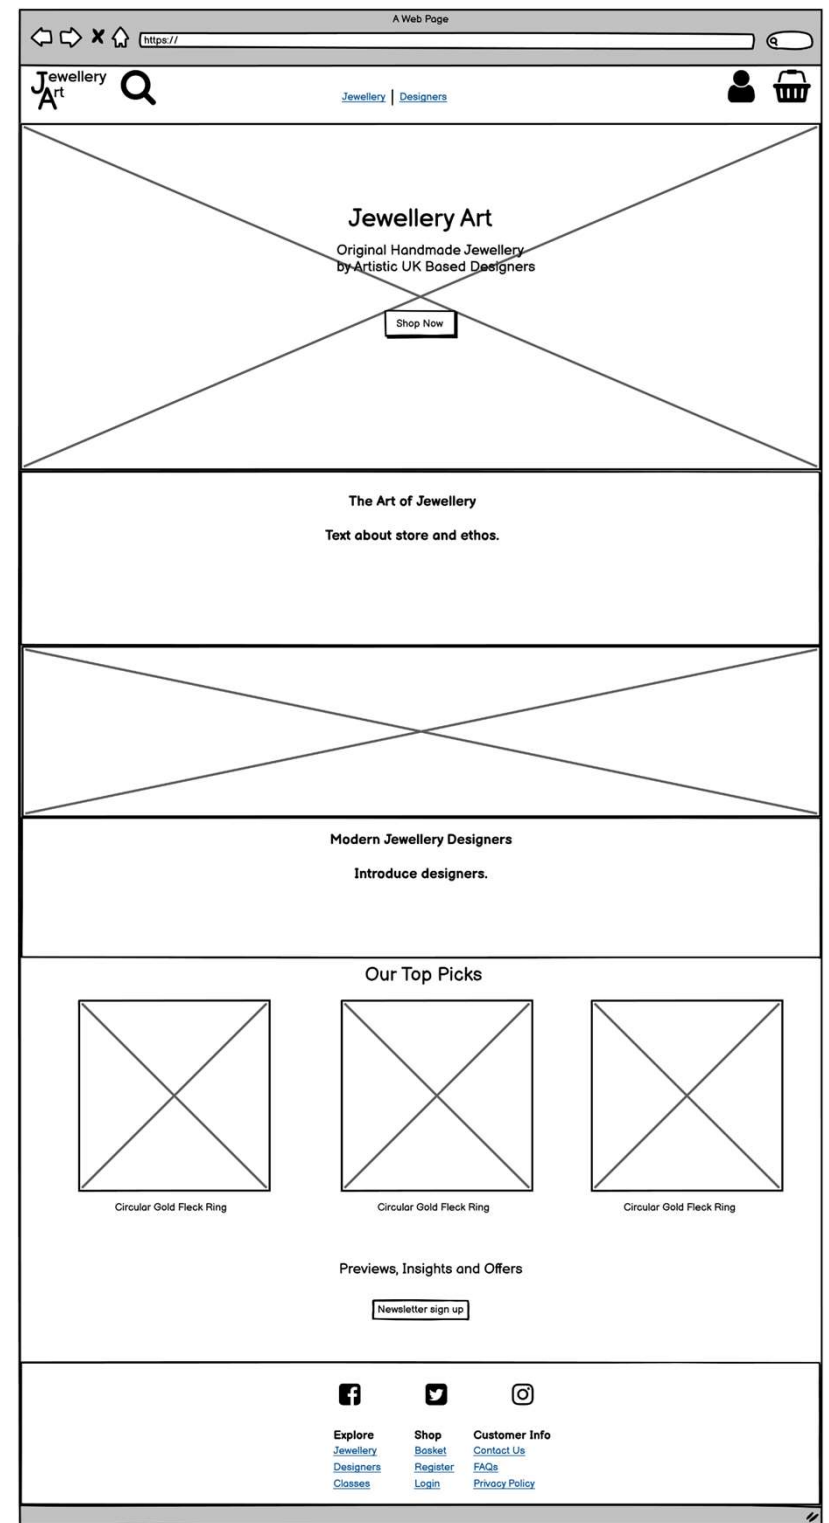 A Web Page
https://
Jewellery
Art
Jewellery | Designers
Jewellery Art
Original Handmade Jewellery
by Artistic UK Based Designers
Shop Now
The Art of Jewellery
Text about store and ethos.
Modern Jewellery Designers
Introduce designers.
Our Top Picks
Circular Gold Fleck Ring
Circular Gold Fleck Ring
Circular Gold Fleck Ring
Previews, Insights and Offers
Newsletter sign up
Explore
Jewellery
Designers
Classes
Shop
Basket
Register
Login
Customer Info
Contact Us
FAQs
Privacy Policy